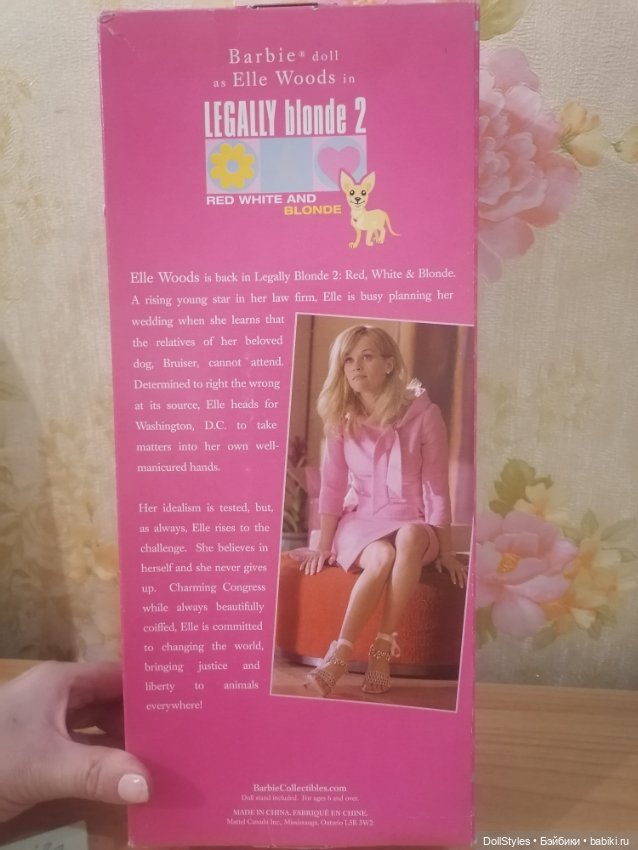 Barbie® doll
as Elle Woods in
LEGALLY blonde 2
RED WHITE AND
BLONDE
Elle Woods is back in Legally Blonde 2: Red, White & Blonde.
A rising young star in her law firm, Elle is busy planning her
wedding when she learns that
the relatives of her beloved
dog, Bruiser, cannot attend.
Determined to right the wrong
at its source, Elle heads for
Washington, D.C. to take
matters into her own well-
manicured hands.
Her idealism is tested, but,
as always, Elle rises to the
challenge. She believes in
herself and she never gives
up. Charming Congress
while always beautifully
coiffed, Elle is committed
to changing the world,
bringing justice and
liberty to animals
everywhere!
BarbieCollectibles.com
Doll stand included. For ages 6 and over.
MADE IN CHINA. FABRIQUÉ EN CHINE.
Mattel Canada Inc., Mississauga, Ontario L5R 3W2.
DollStyles • Бэйбики • babiki.ru